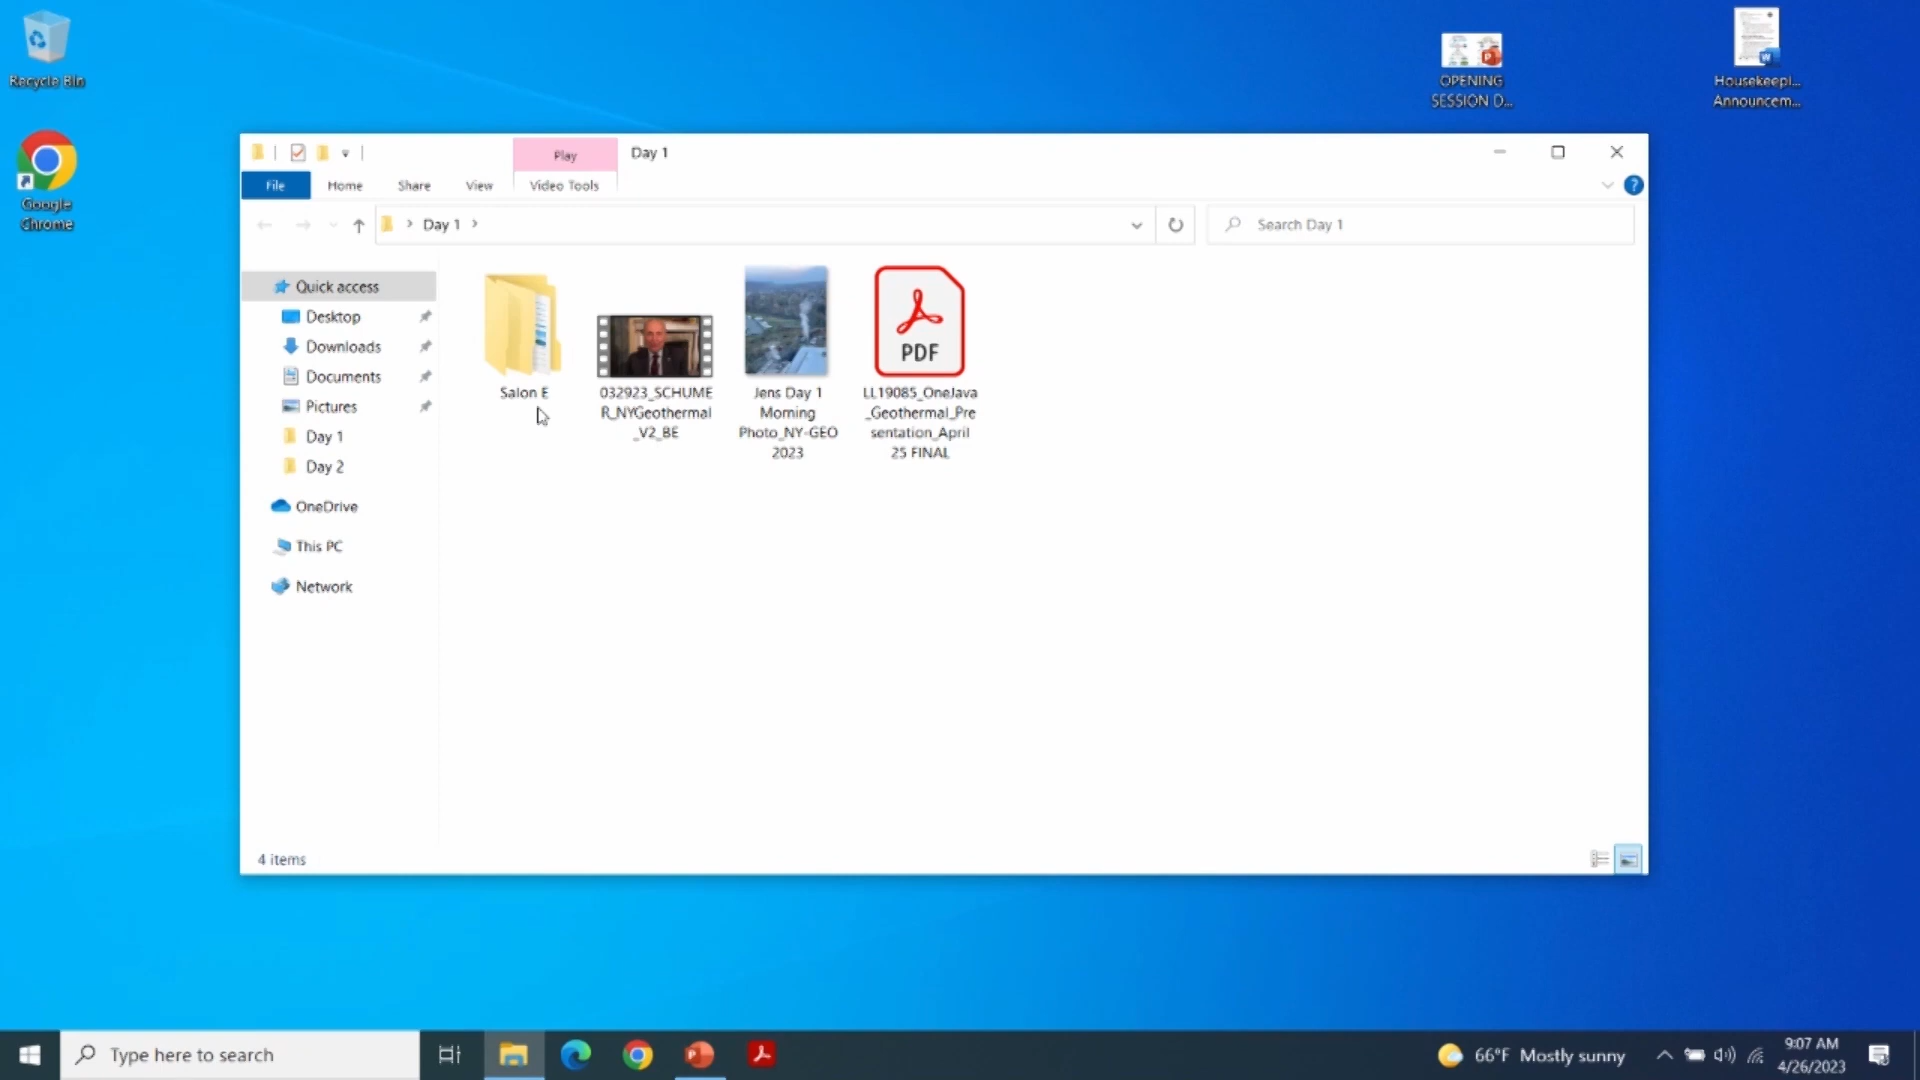 Recycle Bin
OPENING
SESSION D...
Housekeepi...
Announcem...
Google
Chrome
Play
Day 1
File
Home
Share
View
Video Tools
Day 1
Search Day 1
Quick access
Desktop
Downloads
Documents
Pictures
Day 1
Day 2
OneDrive
This PC
Network
Salon E
032923_SCHUME
R_NYGeothermal
_V2_BE
Jens Day 1
Morning
Photo_NY-GEO
2023
PDF
LL19085_OneJava
_Geothermal_Pre
sentation_April
25 FINAL
4 items
Type here to search
66°F Mostly sunny
9:07 AM
4/26/2023